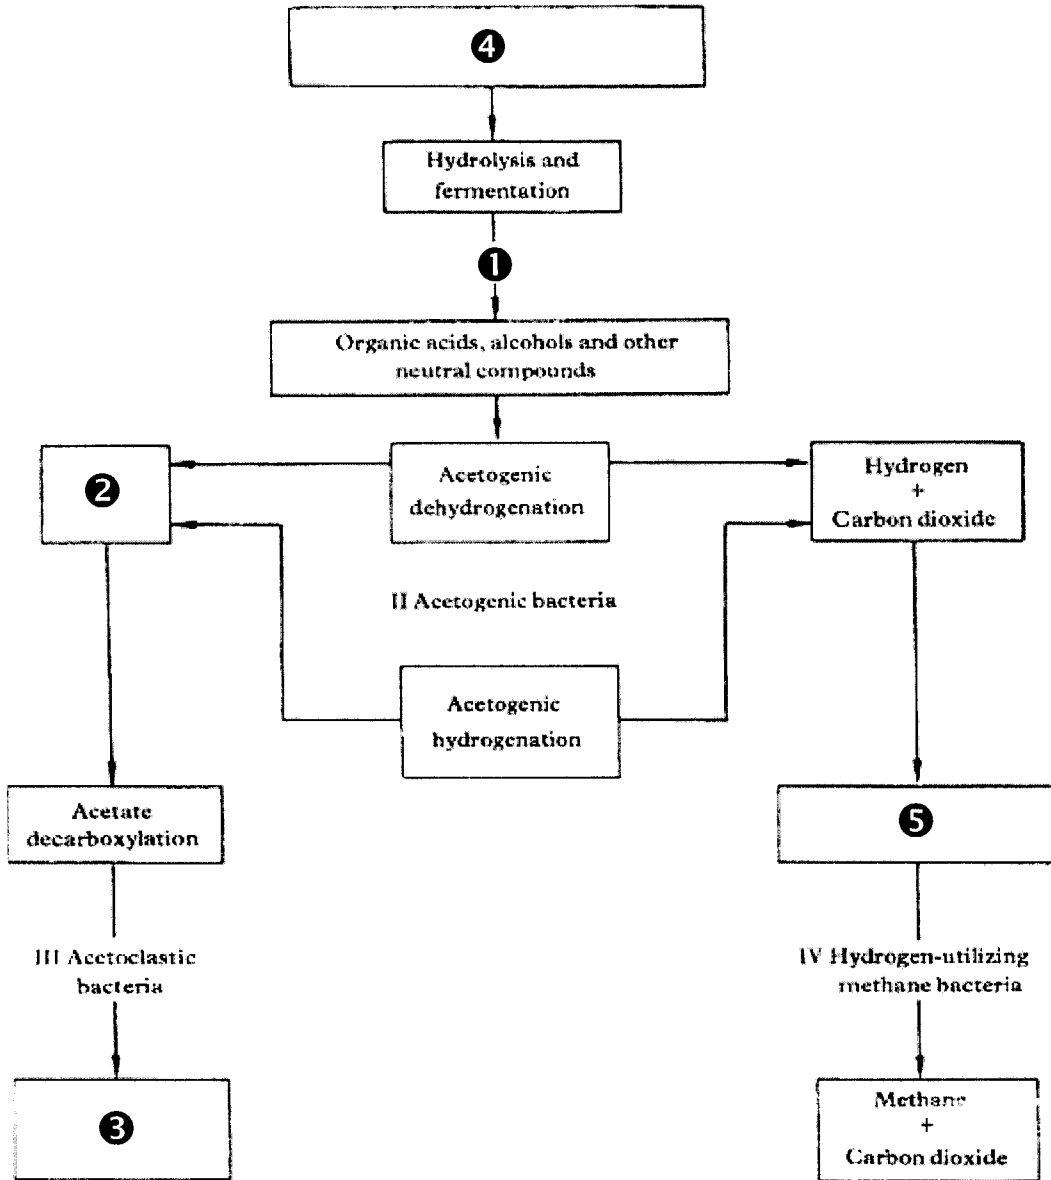 4
Hydrolysis and
fermentation
1
Organic acids, alcohols and other
neutral compounds
2
Acetogenic
dehydrogenation
Hydrogen
+
Carbon dioxide
II Acetogenic bacteria
Acetogenic
hydrogenation
Acetate
decarboxylation
5
III Acetoclastic
bacteria
IV Hydrogen-utilizing
methane bacteria
3
Methane
+
Carbon dioxide